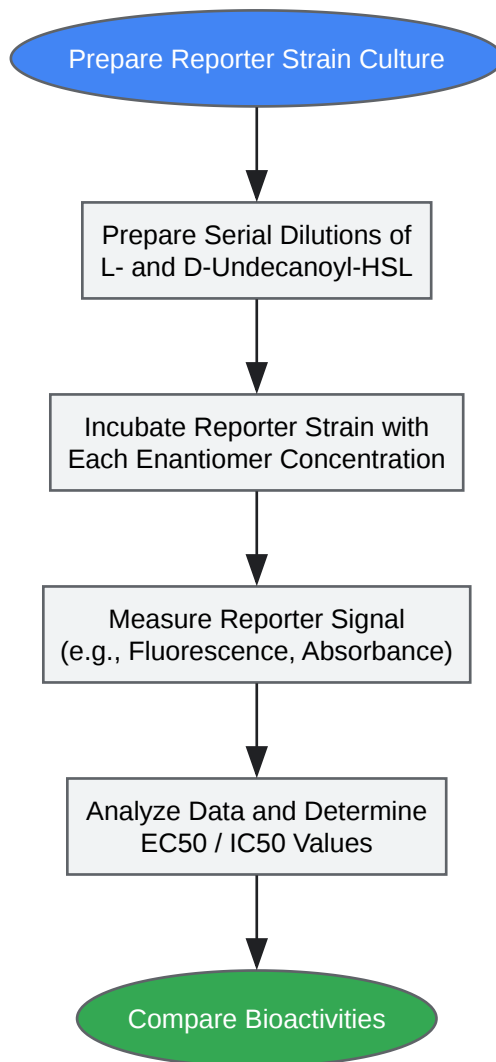 Prepare Reporter Strain Culture
Prepare Serial Dilutions of
L- and D-Undecanoyl-HSL
Incubate Reporter Strain with
Each Enantiomer Concentration
Measure Reporter Signal
(e.g., Fluorescence, Absorbance)
Analyze Data and Determine
EC50 / IC50 Values
Compare Bioactivities